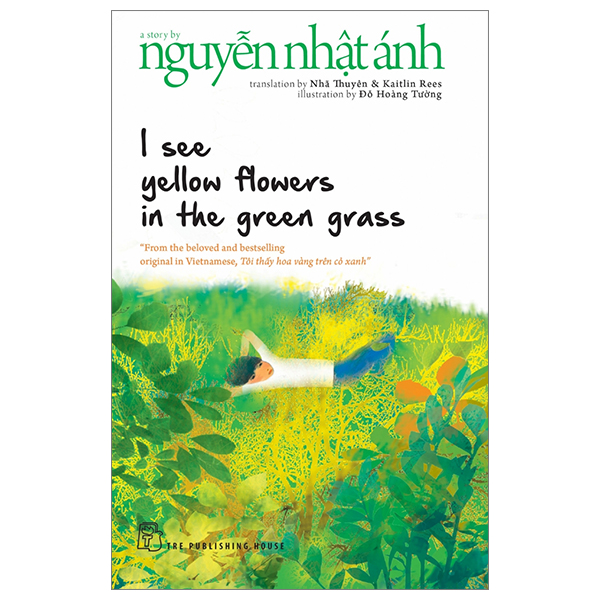 a story by
nguyễn nhật ánh
translation by Nhã Thuyên & Kaitlin Rees
illustration by Đỗ Hoàng Tường
I see
yellow flowers
in the green grass
"From the beloved and bestselling
original in Vietnamese, Tôi thấy hoa vàng trên cỏ xanh"
TRE PUBLISHING HOUSE